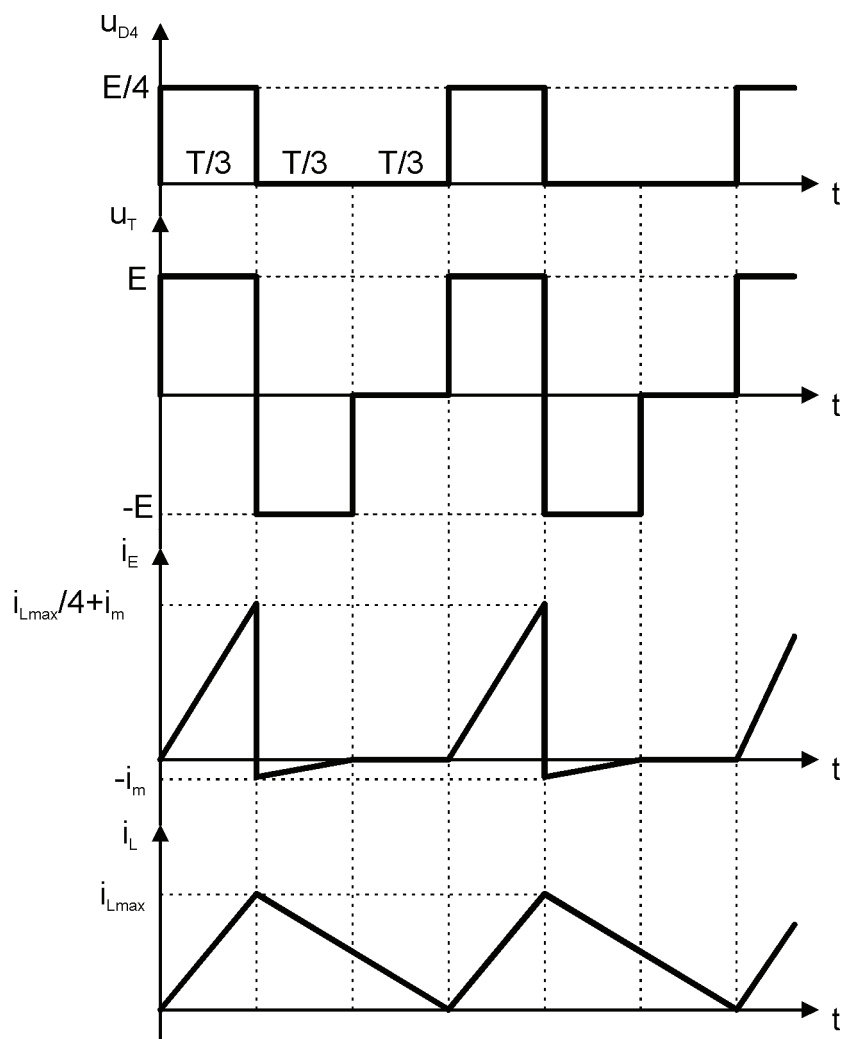 u_D4
E/4
T/3 T/3 T/3
t
u_T
E
t
-E
i_E
i_Lmax/4+i_m
t
-i_m
i_L
i_Lmax
t